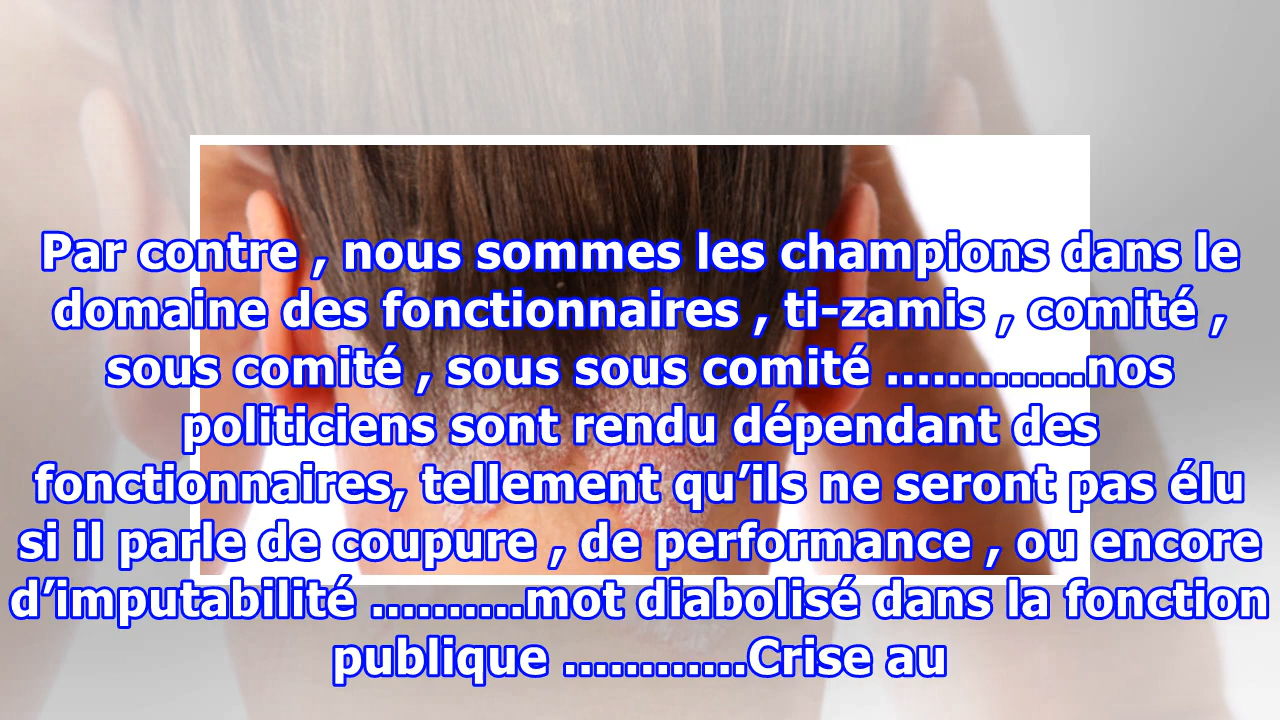 Par contre , nous sommes les champions dans le
domaine des fonctionnaires , ti-zamis , comité ,
sous comité , sous sous comité .............nos
politiciens sont rendu dépendant des
fonctionnaires, tellement qu’ils ne seront pas élu
si il parle de coupure , de performance , ou encore
d’imputabilité ..........mot diabolisé dans la fonction
publique ............Crise au